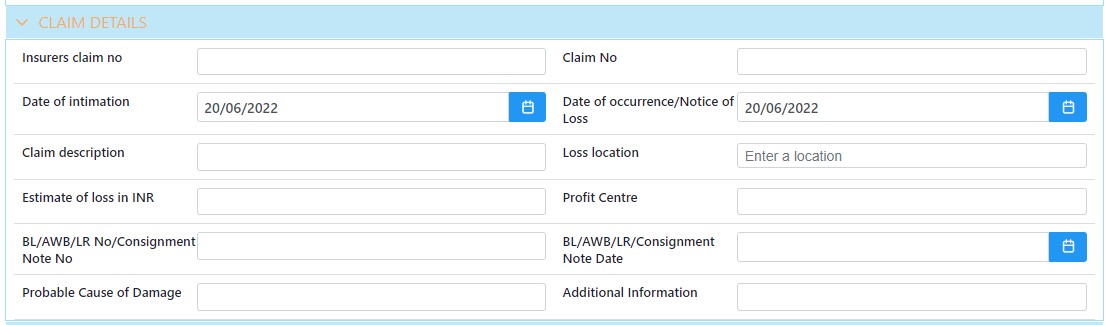 CLAIM DETAILS
Insurers claim no
Claim No
Date of intimation
20/06/2022
Date of occurrence/Notice of
Loss
20/06/2022
Claim description
Loss location
Enter a location
Estimate of loss in INR
Profit Centre
BL/AWB/LR No/Consignment
Note No
BL/AWB/LR/Consignment
Note Date
Probable Cause of Damage
Additional Information